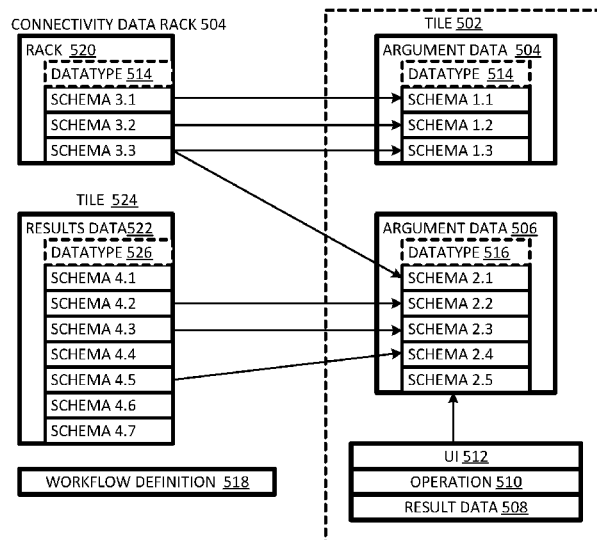 CONNECTIVITY DATA RACK 504
RACK 520
DATATYPE 514
SCHEMA 3.1
SCHEMA 3.2
SCHEMA 3.3
TILE 524
RESULTS DATA522
DATATYPE 526
SCHEMA 4.1
SCHEMA 4.2
SCHEMA 4.3
SCHEMA 4.4
SCHEMA 4.5
SCHEMA 4.6
SCHEMA 4.7
WORKFLOW DEFINITION 518
TILE 502
ARGUMENT DATA 504
DATATYPE 514
SCHEMA 1.1
SCHEMA 1.2
SCHEMA 1.3
ARGUMENT DATA 506
DATATYPE 516
SCHEMA 2.1
SCHEMA 2.2
SCHEMA 2.3
SCHEMA 2.4
SCHEMA 2.5
UI 512
OPERATION 510
RESULT DATA 508